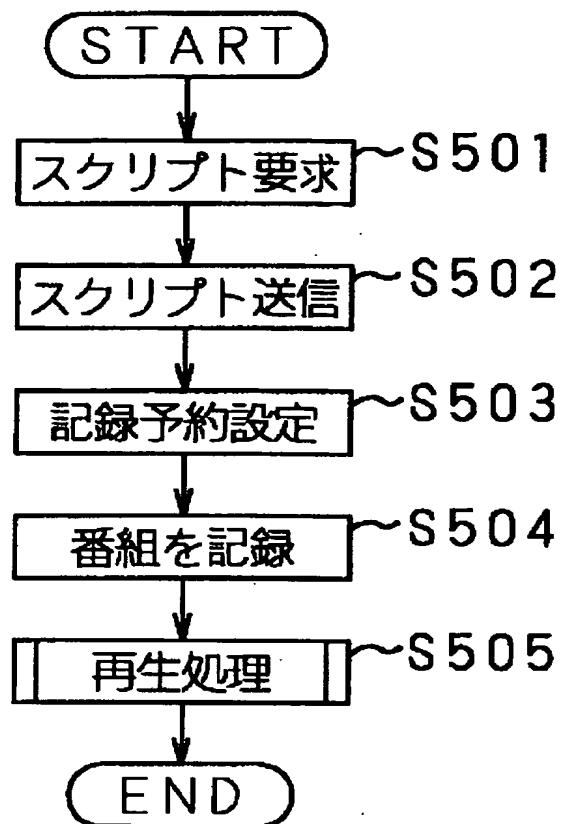 START
スクリプト要求 S501
スクリプト送信 S502
記録予約設定 S503
番組を記録 S504
再生処理 S505
END